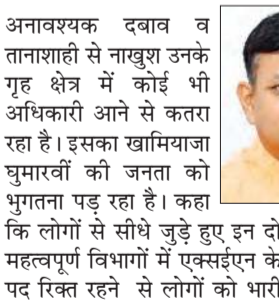 अनावश्यक दबाव व
तानाशाही से नाखुश उनके
गृह क्षेत्र में कोई भी
अधिकारी आने से कतरा
रहा है। इसका खामियाजा
घुमारवीं की जनता को
भुगतना पड़ रहा है। कहा
कि लोगों से सीधे जुड़े हुए इन दो
महत्वपूर्ण विभागों में एक्सईएन के
पद रिक्त रहने से लोगों को भारी